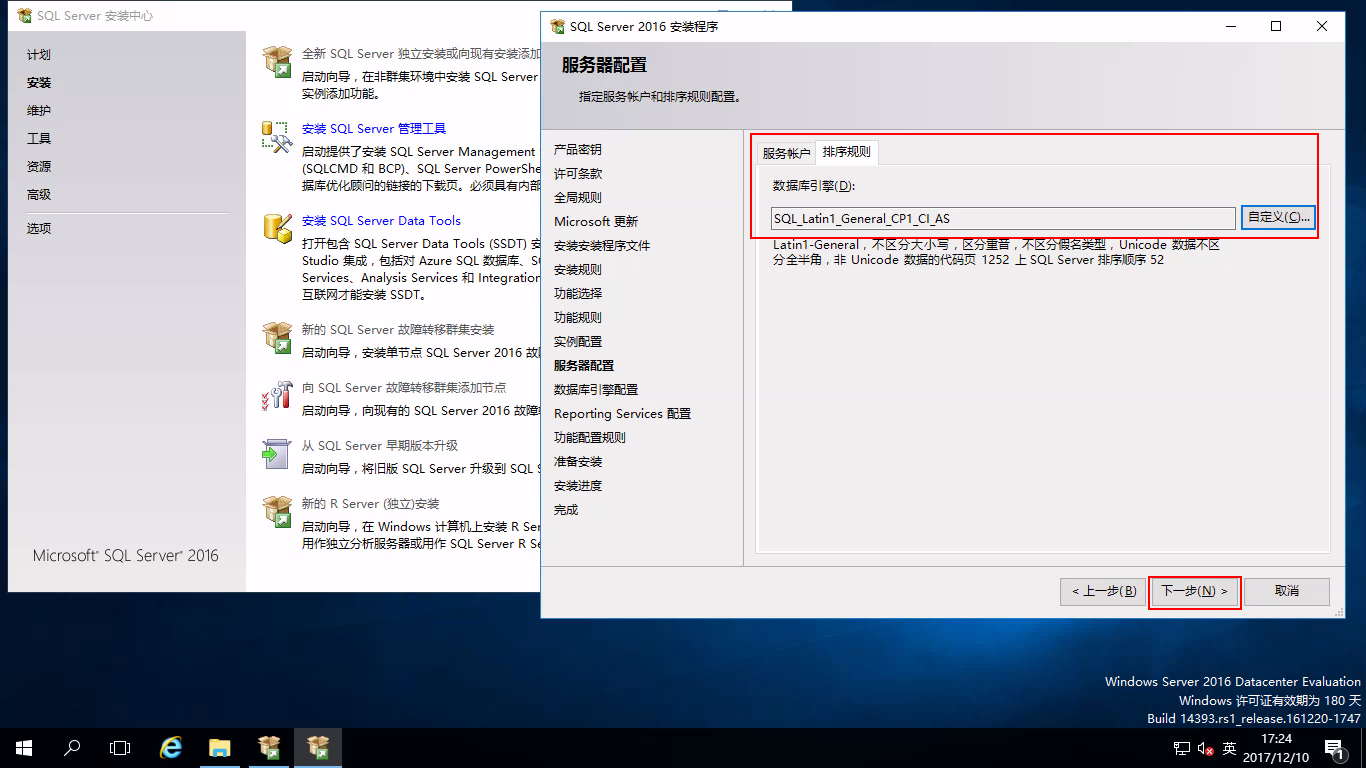 SQL Server 安装中心
计划
安装
维护
工具
资源
高级
选项
Microsoft® SQL Server® 2016
全新 SQL Server 独立安装或向现有安装添加
启动向导，在非群集环境中安装 SQL Server
实例添加功能。
安装 SQL Server 管理工具
启动提供了安装 SQL Server Management
(SQLCMD 和 BCP)、SQL Server PowerShe
据库优化顾问的链接的下载页。必须具有内部
安装 SQL Server Data Tools
打开包含 SQL Server Data Tools (SSDT) 安
Studio 集成，包括对 Azure SQL 数据库、SC
Services、Analysis Services 和 Integration
互联网才能安装 SSDT。
新的 SQL Server 故障转移群集安装
启动向导，安装单节点 SQL Server 2016 故
向 SQL Server 故障转移群集添加节点
启动向导，向现有的 SQL Server 2016 故障
从 SQL Server 早期版本升级
启动向导，将旧版 SQL Server 升级到 SQL S
新的 R Server (独立)安装
启动向导，在 Windows 计算机上安装 R Ser
用作独立分析服务器或用作 SQL Server R Se
SQL Server 2016 安装程序
服务器配置
指定服务帐户和排序规则配置。
产品密钥
许可条款
全局规则
Microsoft 更新
安装安装程序文件
安装规则
功能选择
功能规则
实例配置
服务器配置
数据库引擎配置
Reporting Services 配置
功能配置规则
准备安装
安装进度
完成
服务帐户 排序规则
数据库引擎(D):
SQL_Latin1_General_CP1_CI_AS 自定义(C)...
Latin1-General，不区分大小写，区分重音，不区分假名类型，Unicode 数据不区
分全半角，非 Unicode 数据的代码页 1252 上 SQL Server 排序顺序 52
< 上一步(B) 下一步(N) > 取消
Windows Server 2016 Datacenter Evaluation
Windows 许可证有效期为 180 天
Build 14393.rs1_release.161220-1747
英
17:24
2017/12/10
1